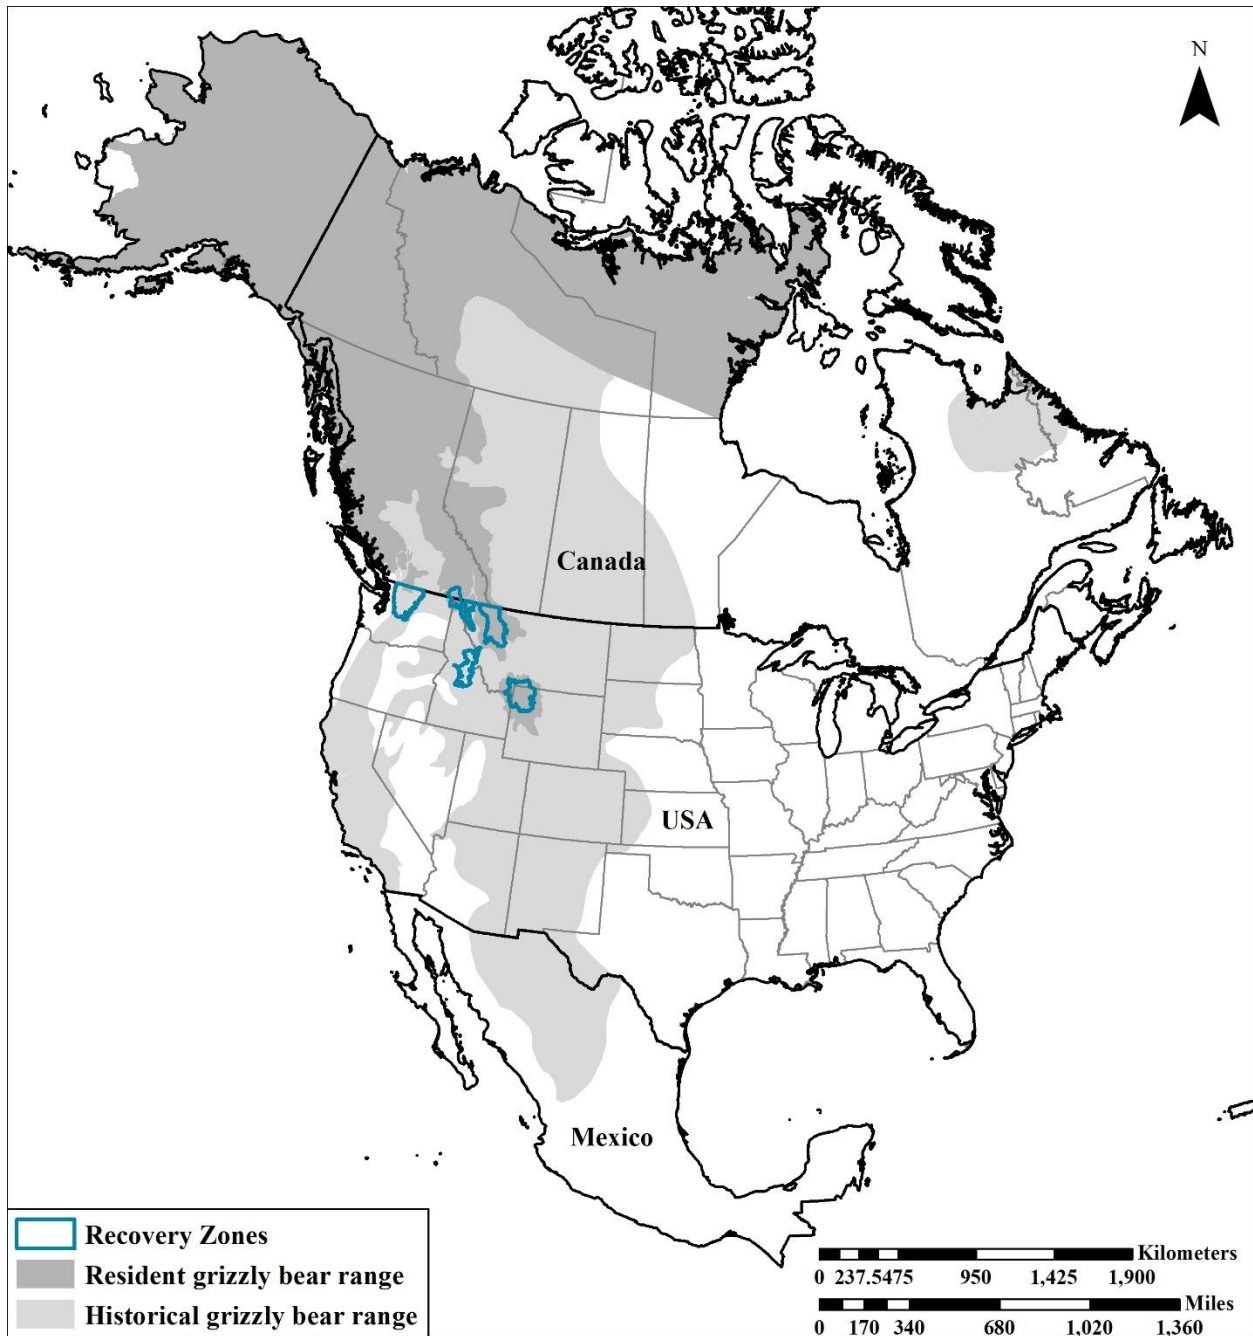 N
Canada
USA
Mexico
Recovery Zones
Resident grizzly bear range
Historical grizzly bear range
Kilometers
0 237.5475 950 1,425 1,900
Miles
0 170 340 680 1,020 1,360